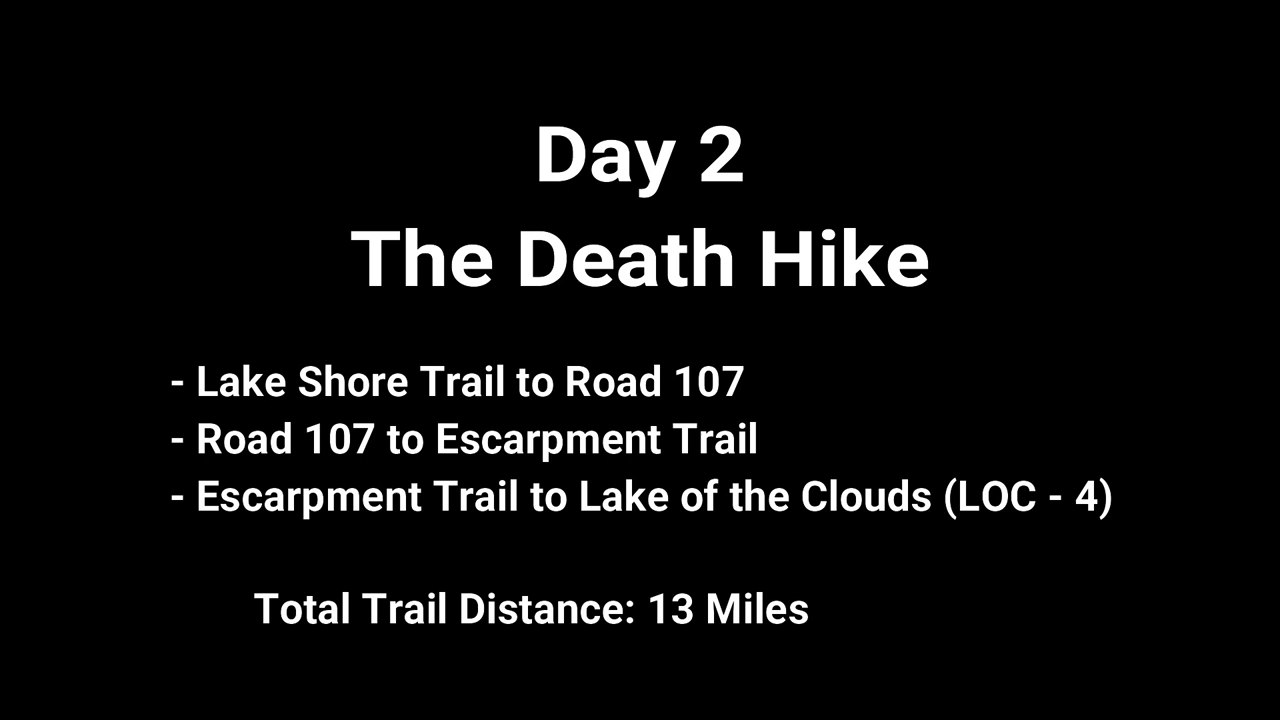 Day 2
The Death Hike
- Lake Shore Trail to Road 107
- Road 107 to Escarpment Trail
- Escarpment Trail to Lake of the Clouds (LOC - 4)
Total Trail Distance: 13 Miles